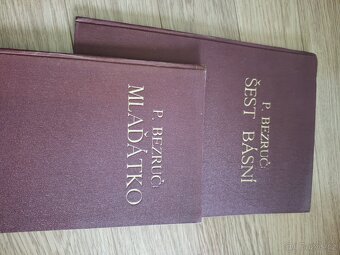 P. BEZRUČ:
MLAĎÁTKO
P. BEZRUČ:
ŠEST BÁSNÍ